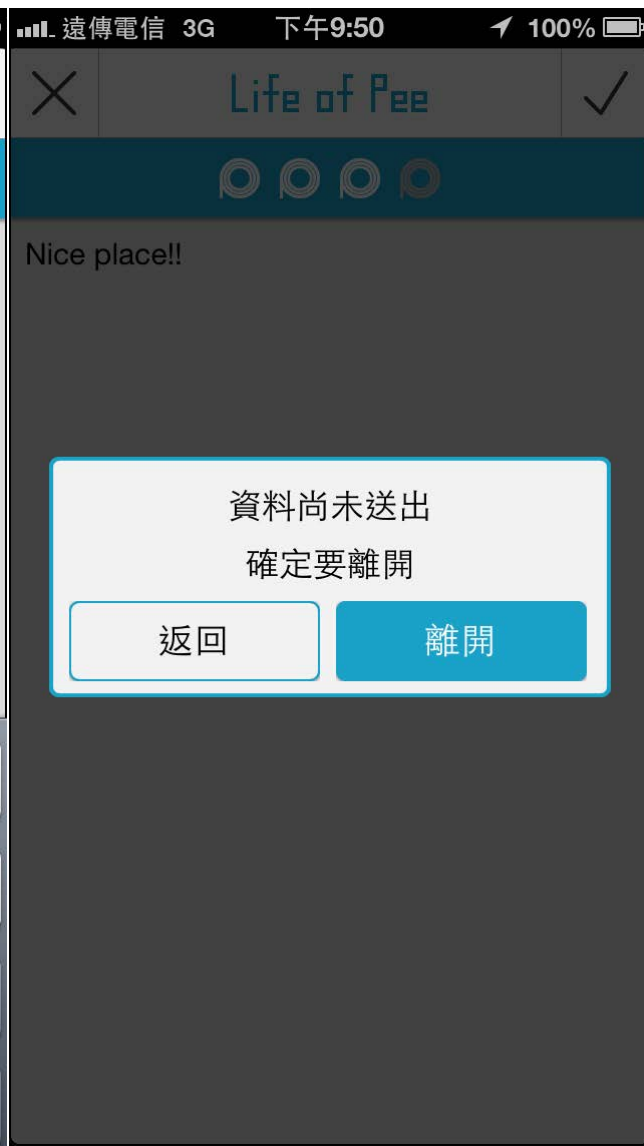 遠傳電信 3G 下午9:50 100%
Life of Pee
Nice place!!
資料尚未送出
確定要離開
返回 離開